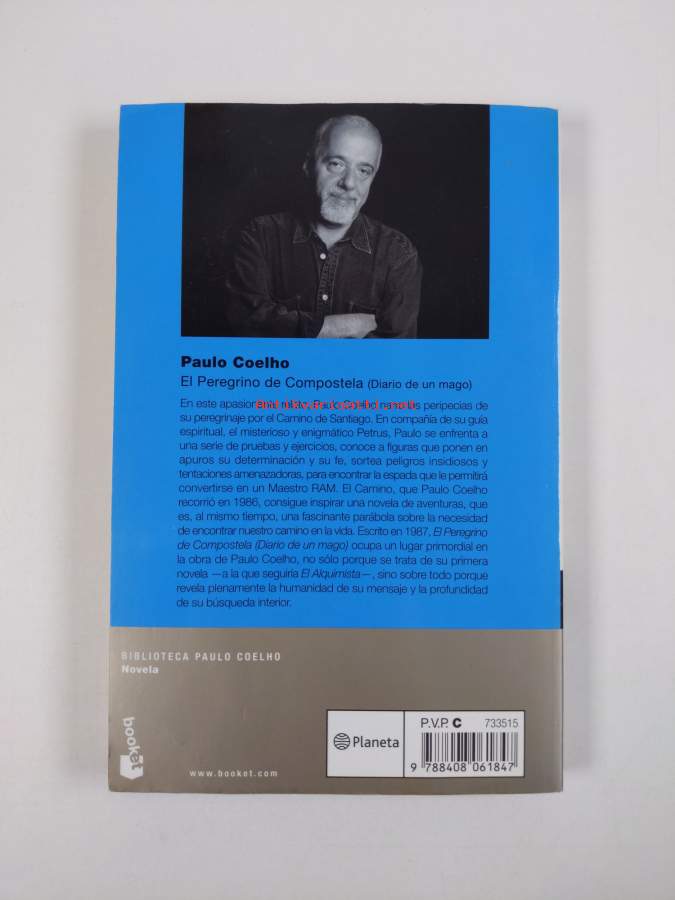 Paulo Coelho
El Peregrino de Compostela (Diario de un mago)
En este apasionante libro, Paulo Coelho narra las peripecias de
su peregrinaje por el Camino de Santiago. En compañía de su guía
espiritual, el misterioso y enigmático Petrus, Paulo se enfrenta a
una serie de pruebas y ejercicios, conoce a figuras que ponen en
apuros su determinación y su fe, sortea peligros insidiosos y
tentaciones amenazadoras, para encontrar la espada que le permitirá
convertirse en un Maestro RAM. El Camino, que Paulo Coelho
recorrió en 1986, consigue inspirar una novela de aventuras, que
es, al mismo tiempo, una fascinante parábola sobre la necesidad
de encontrar nuestro camino en la vida. Escrito en 1987, El Peregrino
de Compostela (Diario de un mago) ocupa un lugar primordial en
la obra de Paulo Coelho, no sólo porque se trata de su primera
novela —a la que seguiría El Alquimista—, sino sobre todo porque
revela plenamente la humanidad de su mensaje y la profundidad
de su búsqueda interior.
BIBLIOTECA PAULO COELHO
Novela
booket
www.booket.com
Planeta
P.V.P. C 733515
9 788408 061847